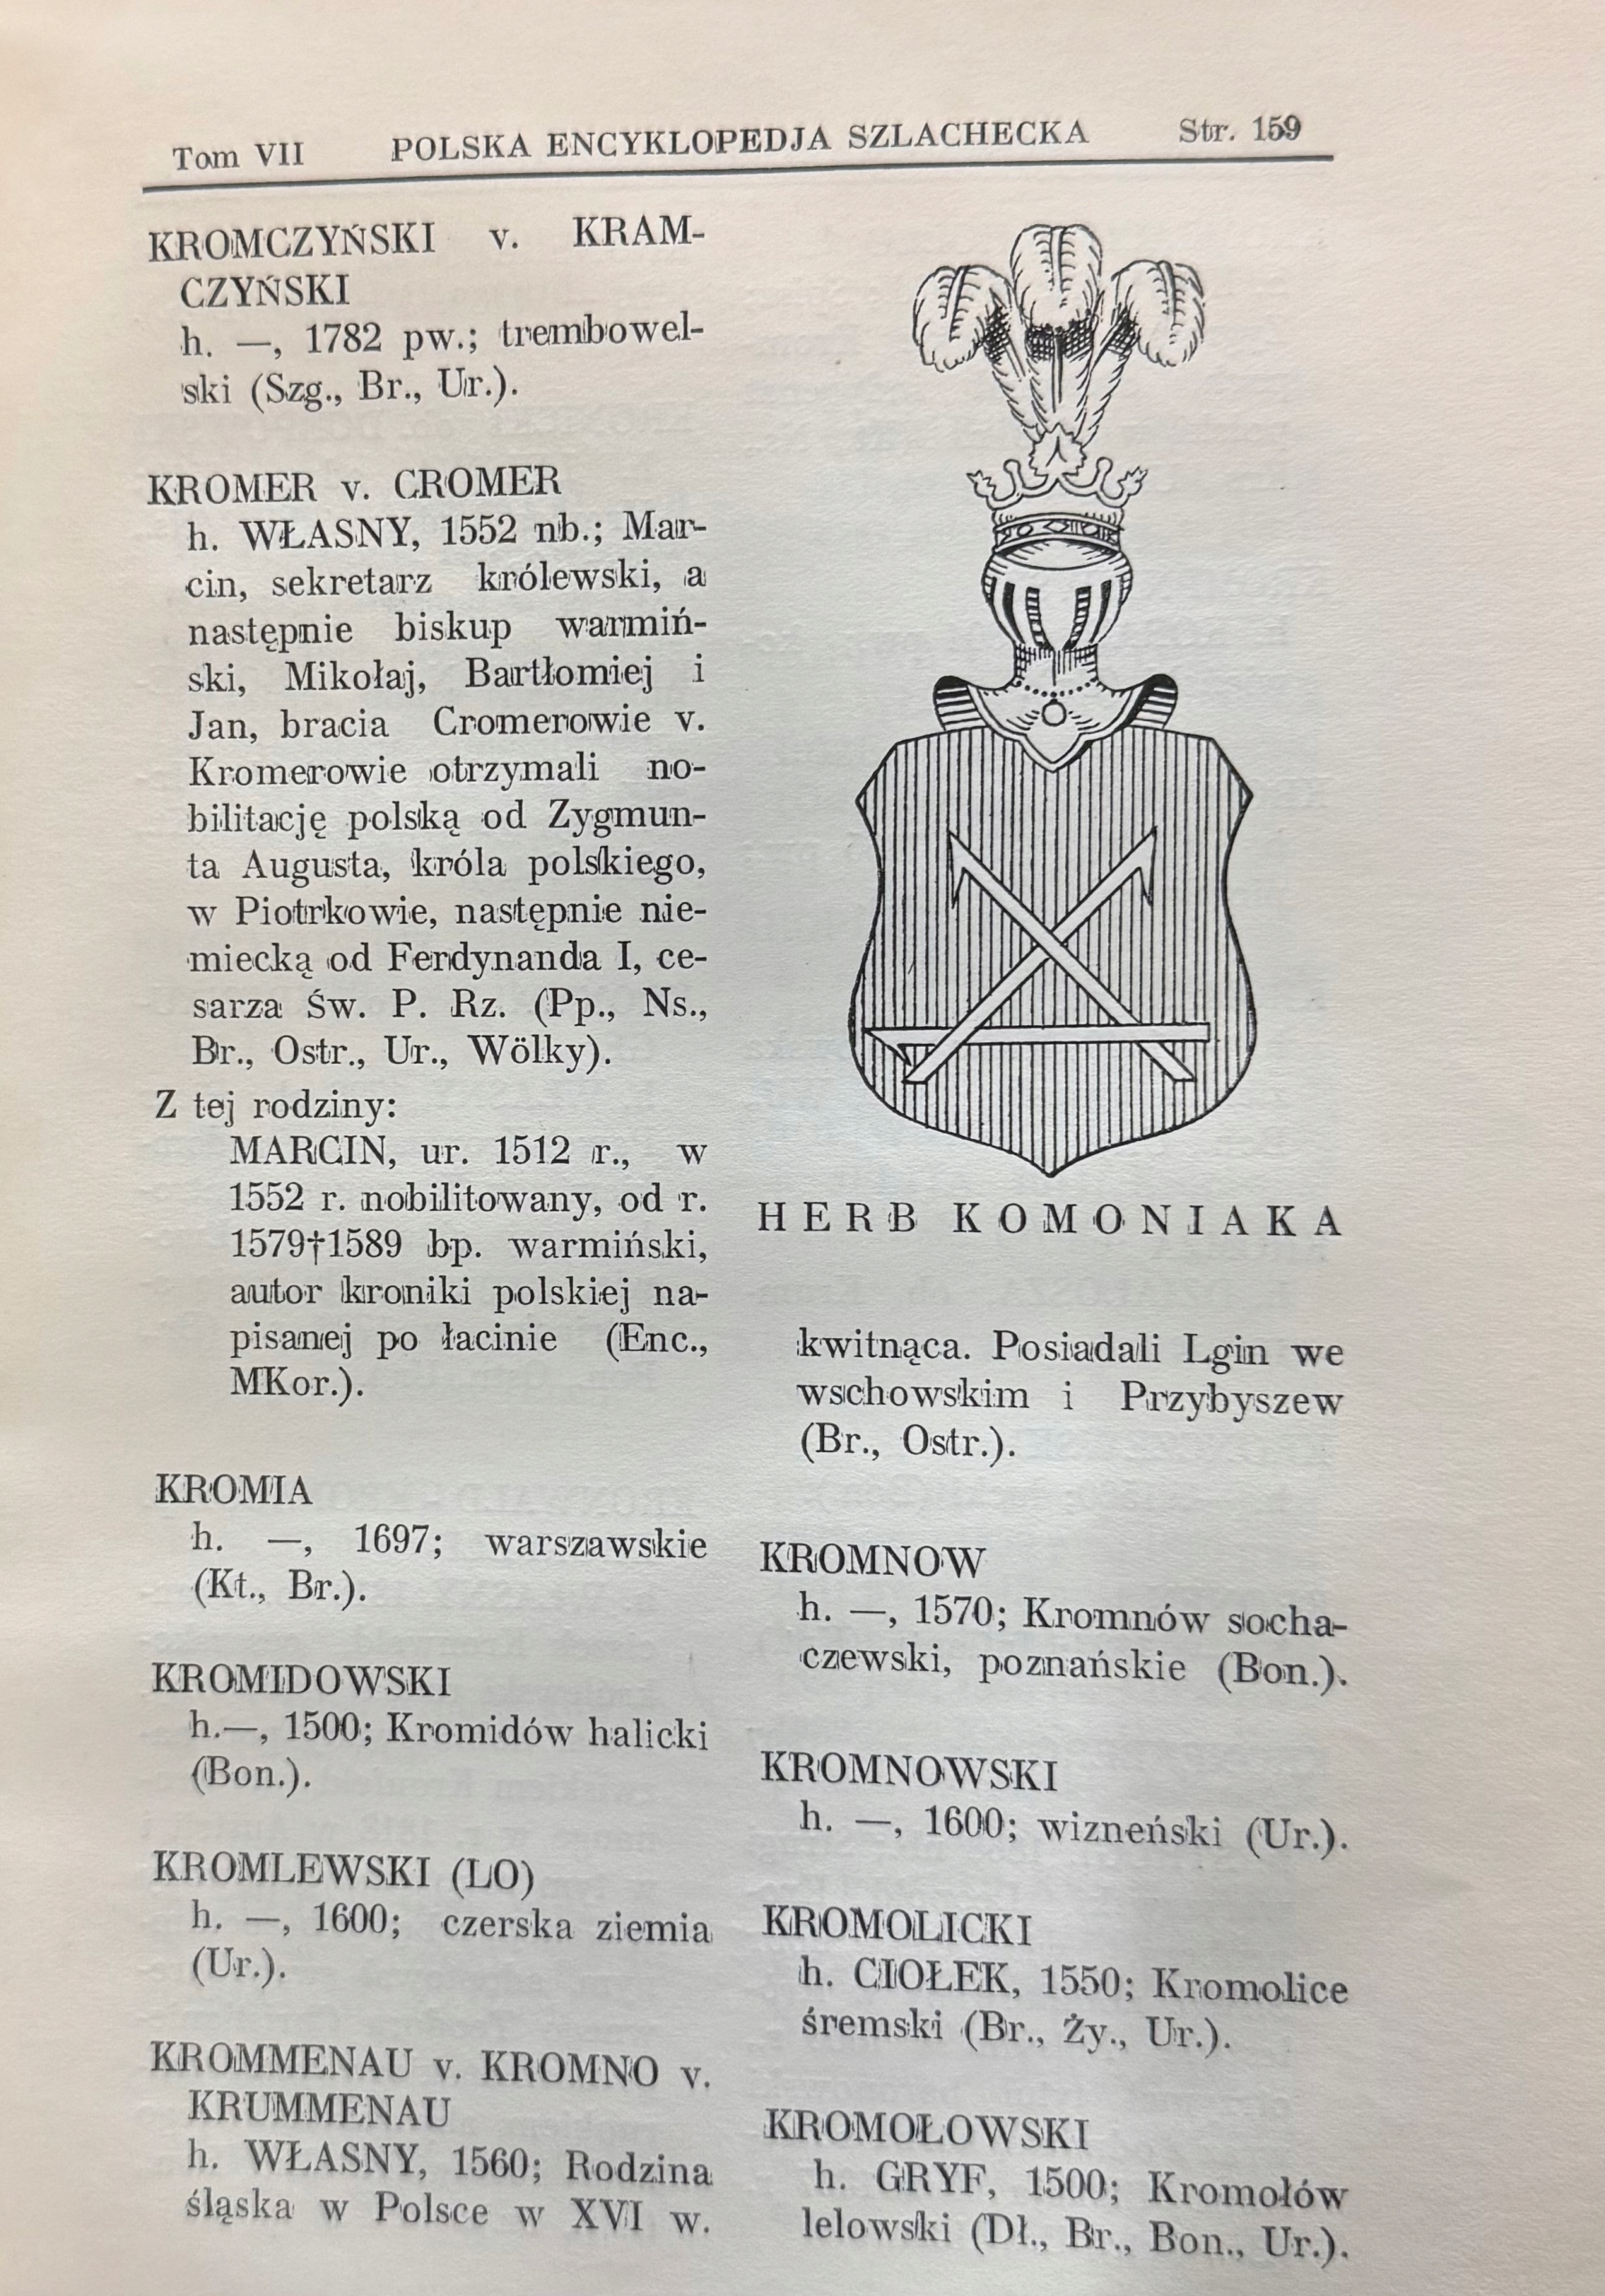 Tom VII POLSKA ENCYKLOPEDJA SZLACHECKA Str. 159
KROMCZYŃSKI v. KRAM-
CZYŃSKI
h. —, 1782 pw.; trembowel-
ski (Szg., Br., Ur.).
KROMER v. CROMER
h. WŁASNY, 1552 nb.; Mar-
cin, sekretarz królewski, a
następnie biskup warmiń-
ski, Mikołaj, Bartłomiej i
Jan, bracia Cromerowie v.
Kromerowie otrzymali no-
bilitację polską od Zygmun-
ta Augusta, króla polskiego,
w Piotrkowie, następnie nie-
miecką od Ferdynanda I, ce-
sarza Św. P. Rz. (Pp., Ns.,
Br., Ostr., Ur., Wölky).
Z tej rodziny:
MARCIN, ur. 1512 r., w
1552 r. nobilitowany, od r.
1579†1589 bp. warmiński,
autor kroniki polskiej na-
pisanej po łacinie (Enc.,
MKor.).
KROMIA
h. —, 1697; warszawskie
(Kt., Br.).
KROMIDOWSKI
h.—, 1500; Kromidów halicki
(Bon.).
KROMLEWSKI (LO)
h. —, 1600; czerska ziemia
(Ur.).
KROMMENAU v. KROMNO v.
KRUMMENAU
h. WŁASNY, 1560; Rodzina
śląska w Polsce w XVI w.
HERB KOMONIAKA
kwitnąca. Posiadali Lgin we
wschowskim i Przybyszew
(Br., Ostr.).
KROMNOW
h. —, 1570; Kromnów socha-
czewski, poznańskie (Bon.).
KROMNOWSKI
h. —, 1600; wizneński (Ur.).
KROMOLICKI
h. CIOŁEK, 1550; Kromolice
śremski (Br., Ży., Ur.).
KROMOŁOWSKI
h. GRYF, 1500; Kromołów
lelowski (Dł., Br., Bon., Ur.).